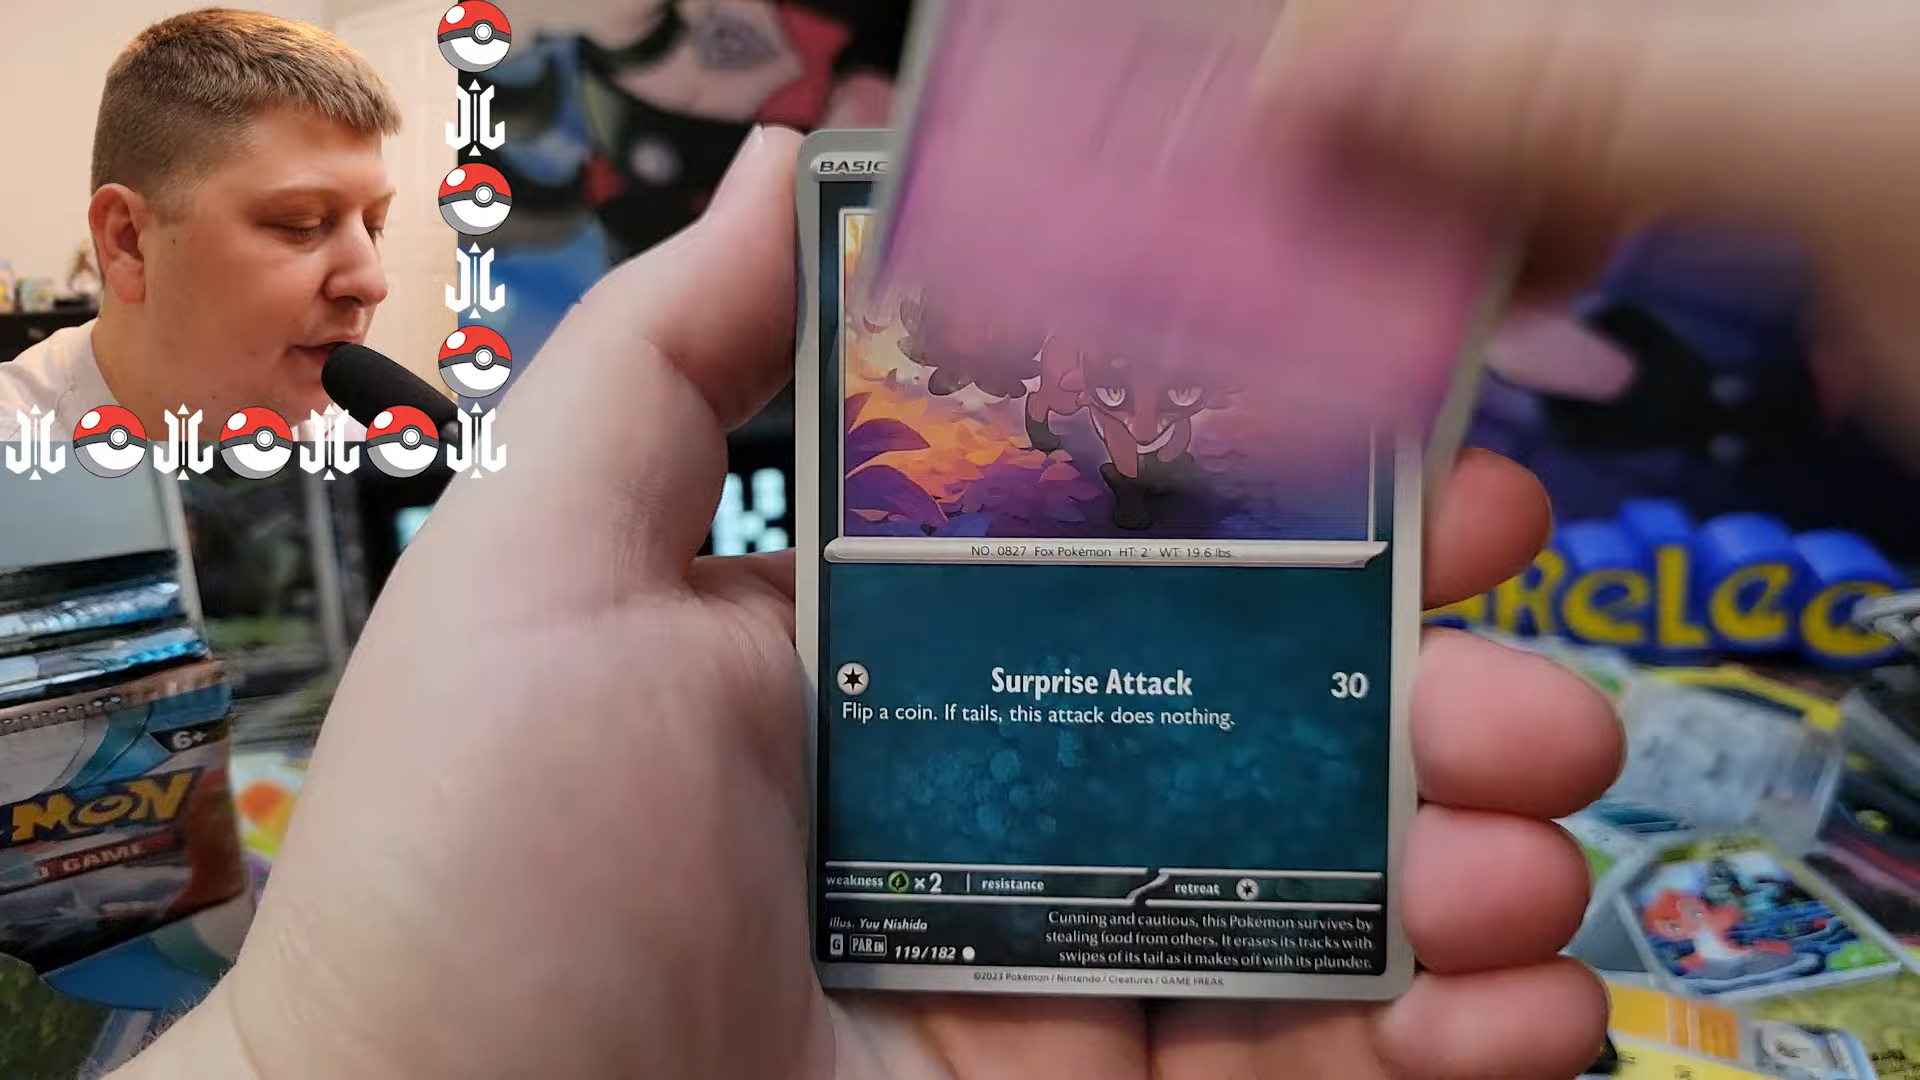 BASIC
NO. 0827 Fox Pokémon HT: 2' WT: 19.6 lbs.
Surprise Attack 30
Flip a coin. If tails, this attack does nothing.
weakness ×2 resistance retreat
Illus. Yuu Nishida
G PAR EN 119/182
Cunning and cautious, this Pokémon survives by
stealing food from others. It erases its tracks with
swipes of its tail as it makes off with its plunder.
©2023 Pokémon / Nintendo / Creatures / GAME FREAK
6+
MON
GAME